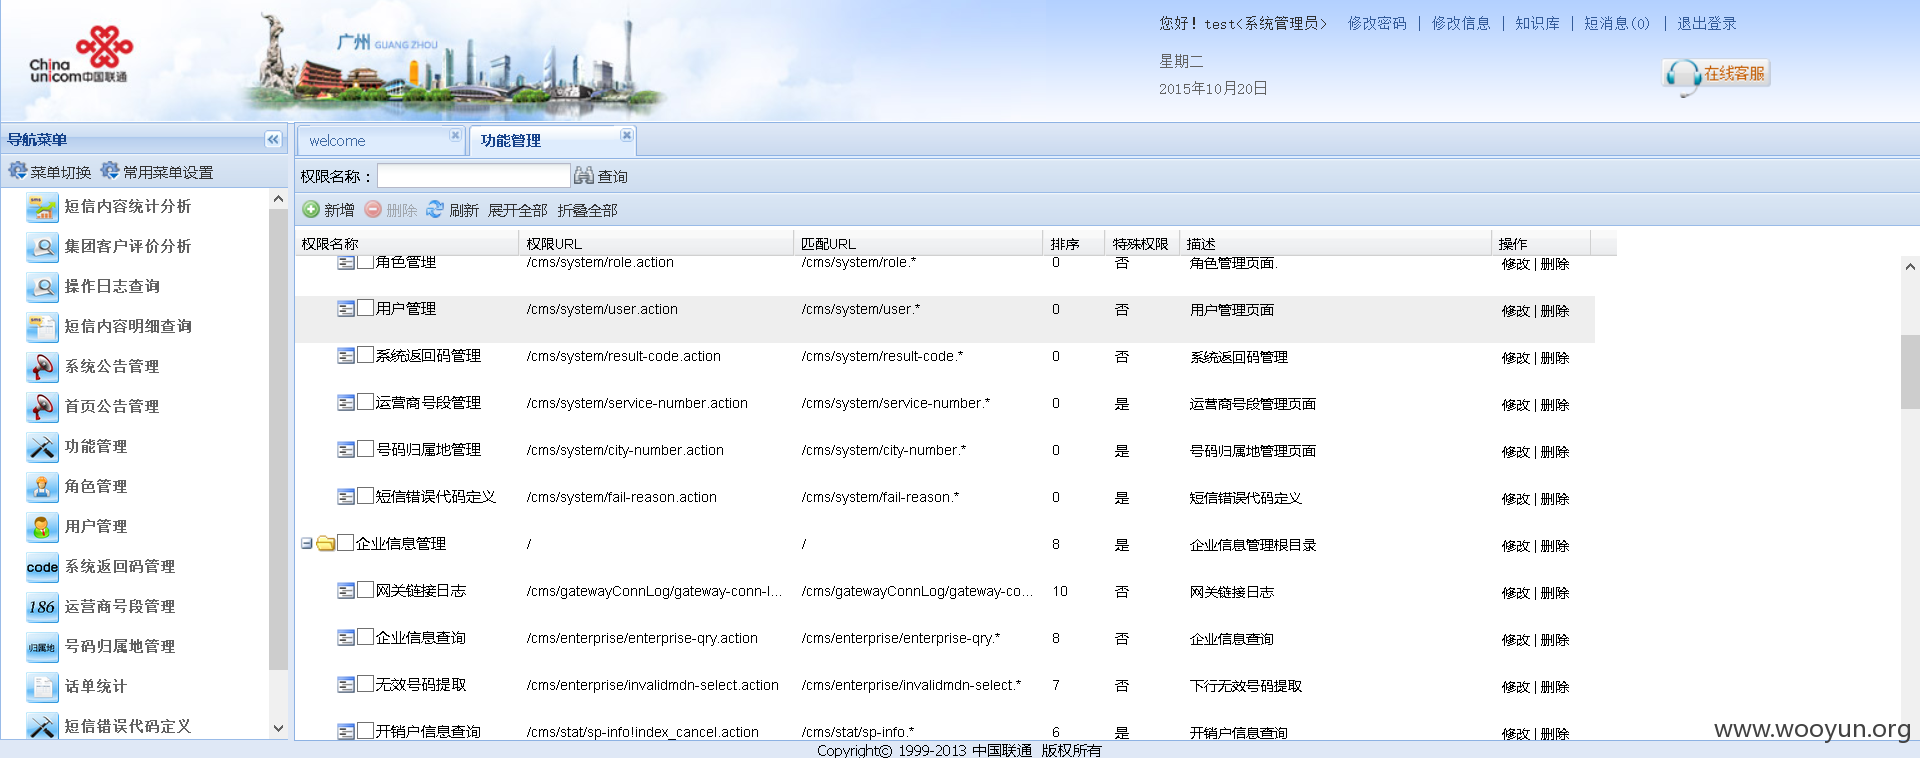 China
unicom中国联通
广州 GUANG ZHOU
您好！test<系统管理员> 修改密码 | 修改信息 | 知识库 | 短消息(0) | 退出登录
星期二
2015年10月20日
在线客服
导航菜单
菜单切换 常用菜单设置
短信内容统计分析
集团客户评价分析
操作日志查询
短信内容明细查询
系统公告管理
首页公告管理
功能管理
角色管理
用户管理
code 系统返回码管理
186 运营商号段管理
归属地 号码归属地管理
话单统计
短信错误代码定义
welcome 功能管理
权限名称： 查询
新增 删除 刷新 展开全部 折叠全部
权限名称 权限URL 匹配URL 排序 特殊权限 描述 操作
角色管理 /cms/system/role.action /cms/system/role.* 0 否 角色管理页面. 修改 | 删除
用户管理 /cms/system/user.action /cms/system/user.* 0 否 用户管理页面 修改 | 删除
系统返回码管理 /cms/system/result-code.action /cms/system/result-code.* 0 否 系统返回码管理 修改 | 删除
运营商号段管理 /cms/system/service-number.action /cms/system/service-number.* 0 是 运营商号段管理页面 修改 | 删除
号码归属地管理 /cms/system/city-number.action /cms/system/city-number.* 0 是 号码归属地管理页面 修改 | 删除
短信错误代码定义 /cms/system/fail-reason.action /cms/system/fail-reason.* 0 是 短信错误代码定义 修改 | 删除
企业信息管理 / / 8 是 企业信息管理根目录 修改 | 删除
网关链接日志 /cms/gatewayConnLog/gateway-conn-l... /cms/gatewayConnLog/gateway-co... 10 否 网关链接日志 修改 | 删除
企业信息查询 /cms/enterprise/enterprise-qry.action /cms/enterprise/enterprise-qry.* 8 否 企业信息查询 修改 | 删除
无效号码提取 /cms/enterprise/invalidmdn-select.action /cms/enterprise/invalidmdn-select.* 7 否 下行无效号码提取 修改 | 删除
开销户信息查询 /cms/stat/sp-info!index_cancel.action /cms/stat/sp-info.* 6 是 开销户信息查询 修改 | 删除
www.wooyun.org
Copyright© 1999-2013 中国联通 版权所有